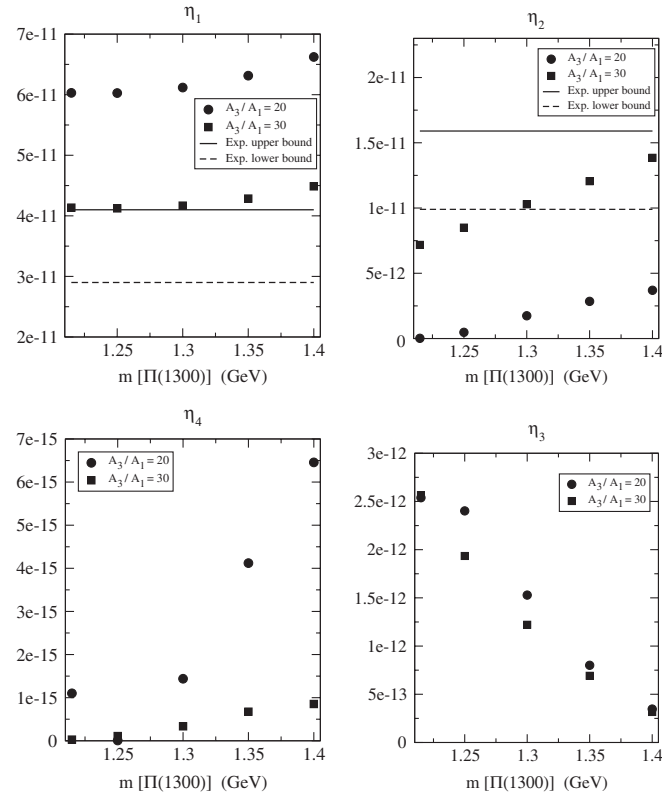 η1
7e-11
6e-11
5e-11
4e-11
3e-11
2e-11
A3 / A1 = 20
A3 / A1 = 30
Exp. upper bound
Exp. lower bound
1.25 1.3 1.35 1.4
m [Π(1300)] (GeV)
η2
2e-11
1.5e-11
1e-11
5e-12
0
A3 / A1 = 20
A3 / A1 = 30
Exp. upper bound
Exp. lower bound
1.25 1.3 1.35 1.4
m [Π(1300)] (GeV)
η4
7e-15
6e-15
5e-15
4e-15
3e-15
2e-15
1e-15
0
A3 / A1 = 20
A3 / A1 = 30
1.25 1.3 1.35 1.4
m [Π(1300)] (GeV)
η3
3e-12
2.5e-12
2e-12
1.5e-12
1e-12
5e-13
0
A3 / A1 = 20
A3 / A1 = 30
1.25 1.3 1.35 1.4
m [Π(1300)] (GeV)